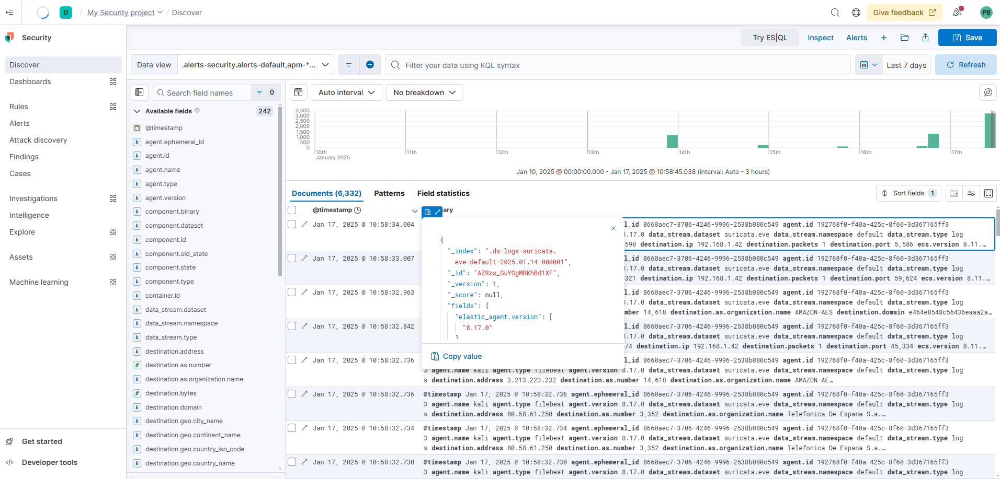 D / My Security project / Discover
Give feedback
PB
Security
Try ES|QL
Inspect
Alerts
Save
Discover
Dashboards
Rules
Alerts
Attack discovery
Findings
Cases
Investigations
Intelligence
Explore
Assets
Machine learning
Get started
Developer tools
Data view
.alerts-security.alerts-default,apm-*...
Filter your data using KQL syntax
Last 7 days
Refresh
Search field names
0
Available fields
242
@timestamp
agent.ephemeral_id
agent.id
agent.name
agent.type
agent.version
component.binary
component.dataset
component.id
component.old_state
component.state
component.type
container.id
data_stream.dataset
data_stream.namespace
data_stream.type
destination.address
destination.as.number
destination.as.organization.name
destination.bytes
destination.domain
destination.geo.city_name
destination.geo.continent_name
destination.geo.country_iso_code
destination.geo.country_name
Auto interval
No breakdown
3,500
3,000
2,500
2,000
1,500
1,000
500
0
10th
January 2025
11th
12th
13th
14th
15th
16th
17th
Jan 10, 2025 @ 00:00:00.000 - Jan 17, 2025 @ 10:58:45.038 (interval: Auto - 3 hours)
Documents (6,332)
Patterns
Field statistics
Sort fields 1
@timestamp
ary
Jan 17, 2025 @ 10:58:34.004
l_id 8660aec7-3706-4246-9996-2538b080c549 agent.id 192768f0-f40a-425c-8f60-3d367165ff3
.17.0 data_stream.dataset suricata.eve data_stream.namespace default data_stream.type log
590 destination.ip 192.168.1.42 destination.packets 1 destination.port 5,586 ecs.version 8.11.…
Jan 17, 2025 @ 10:58:33.007
l_id 8660aec7-3706-4246-9996-2538b080c549 agent.id 192768f0-f40a-425c-8f60-3d367165ff3
.17.0 data_stream.dataset suricata.eve data_stream.namespace default data_stream.type log
321 destination.ip 192.168.1.42 destination.packets 1 destination.port 59,624 ecs.version 8.11.…
Jan 17, 2025 @ 10:58:32.963
l_id 8660aec7-3706-4246-9996-2538b080c549 agent.id 192768f0-f40a-425c-8f60-3d367165ff3
.17.0 data_stream.dataset suricata.eve data_stream.namespace default data_stream.type log
mber 14,618 destination.as.organization.name AMAZON-AES destination.domain e464e8548c56436eaaa2a…
Jan 17, 2025 @ 10:58:32.842
l_id 8660aec7-3706-4246-9996-2538b080c549 agent.id 192768f0-f40a-425c-8f60-3d367165ff3
.17.0 data_stream.dataset suricata.eve data_stream.namespace default data_stream.type log
74 destination.ip 192.168.1.42 destination.packets 1 destination.port 45,334 ecs.version 8.11.…
Jan 17, 2025 @ 10:58:32.736
l_id 8660aec7-3706-4246-9996-2538b080c549 agent.id 192768f0-f40a-425c-8f60-3d367165ff3
3 agent.name kali agent.type filebeat agent.version 8.17.0 data_stream.dataset suricata.eve data_stream.namespace default data_stream.type log
s destination.address 3.213.223.232 destination.as.number 14,618 destination.as.organization.name AMAZON-AE…
Jan 17, 2025 @ 10:58:32.736
@timestamp Jan 17, 2025 @ 10:58:32.736 agent.ephemeral_id 8660aec7-3706-4246-9996-2538b080c549 agent.id 192768f0-f40a-425c-8f60-3d367165ff3
3 agent.name kali agent.type filebeat agent.version 8.17.0 data_stream.dataset suricata.eve data_stream.namespace default data_stream.type log
s destination.address 80.58.61.250 destination.as.number 3,352 destination.as.organization.name Telefonica De Espana S.a.…
Jan 17, 2025 @ 10:58:32.734
@timestamp Jan 17, 2025 @ 10:58:32.734 agent.ephemeral_id 8660aec7-3706-4246-9996-2538b080c549 agent.id 192768f0-f40a-425c-8f60-3d367165ff3
3 agent.name kali agent.type filebeat agent.version 8.17.0 data_stream.dataset suricata.eve data_stream.namespace default data_stream.type log
s destination.address 80.58.61.250 destination.as.number 3,352 destination.as.organization.name Telefonica De Espana S.a.…
Jan 17, 2025 @ 10:58:32.730
@timestamp Jan 17, 2025 @ 10:58:32.730 agent.ephemeral_id 8660aec7-3706-4246-9996-2538b080c549 agent.id 192768f0-f40a-425c-8f60-3d367165ff3
3 agent.name kali agent.type filebeat agent.version 8.17.0 data_stream.dataset suricata.eve data_stream.namespace default data_stream.type log
{
"_index": ".ds-logs-suricata.
eve-default-2025.01.14-000001",
"_id": "AZRzs_GuYGgMBKhBd1XF",
"_version": 1,
"_score": null,
"fields": {
"elastic_agent.version": [
"8.17.0"
]
Copy value